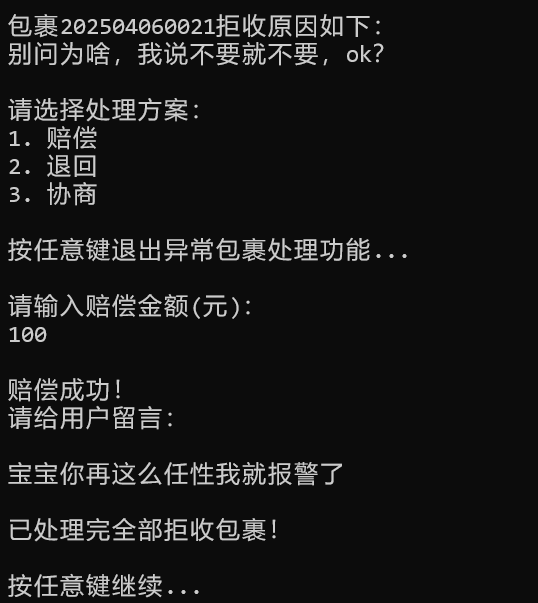 包裹202504060021拒收原因如下：
别问为啥，我说不要就不要，ok？
请选择处理方案：
1. 赔偿
2. 退回
3. 协商
按任意键退出异常包裹处理功能...
请输入赔偿金额(元)：
100
赔偿成功！
请给用户留言：
宝宝你再这么任性我就报警了
已处理完全部拒收包裹！
按任意键继续...